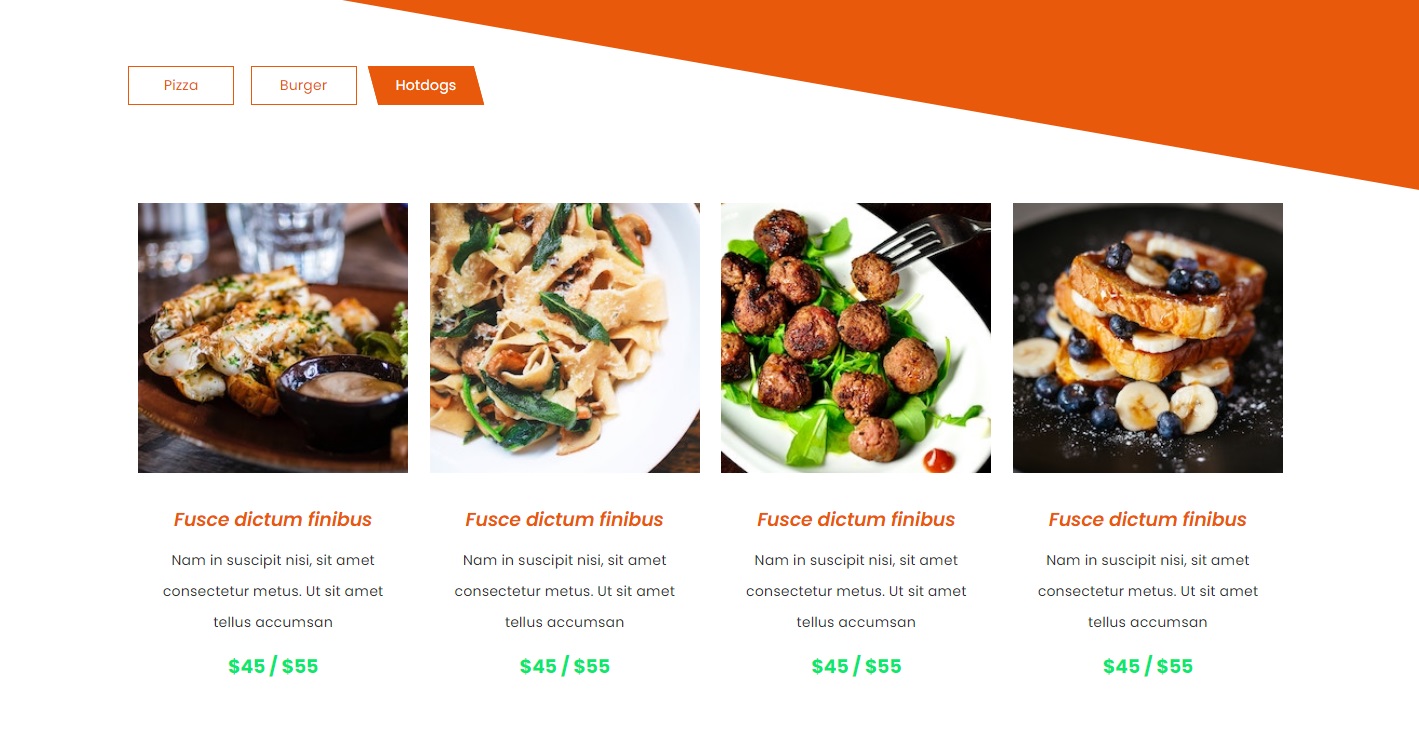 Pizza
Burger
Hotdogs
Fusce dictum finibus
Nam in suscipit nisi, sit amet
consectetur metus. Ut sit amet
tellus accumsan
$45 / $55
Fusce dictum finibus
Nam in suscipit nisi, sit amet
consectetur metus. Ut sit amet
tellus accumsan
$45 / $55
Fusce dictum finibus
Nam in suscipit nisi, sit amet
consectetur metus. Ut sit amet
tellus accumsan
$45 / $55
Fusce dictum finibus
Nam in suscipit nisi, sit amet
consectetur metus. Ut sit amet
tellus accumsan
$45 / $55